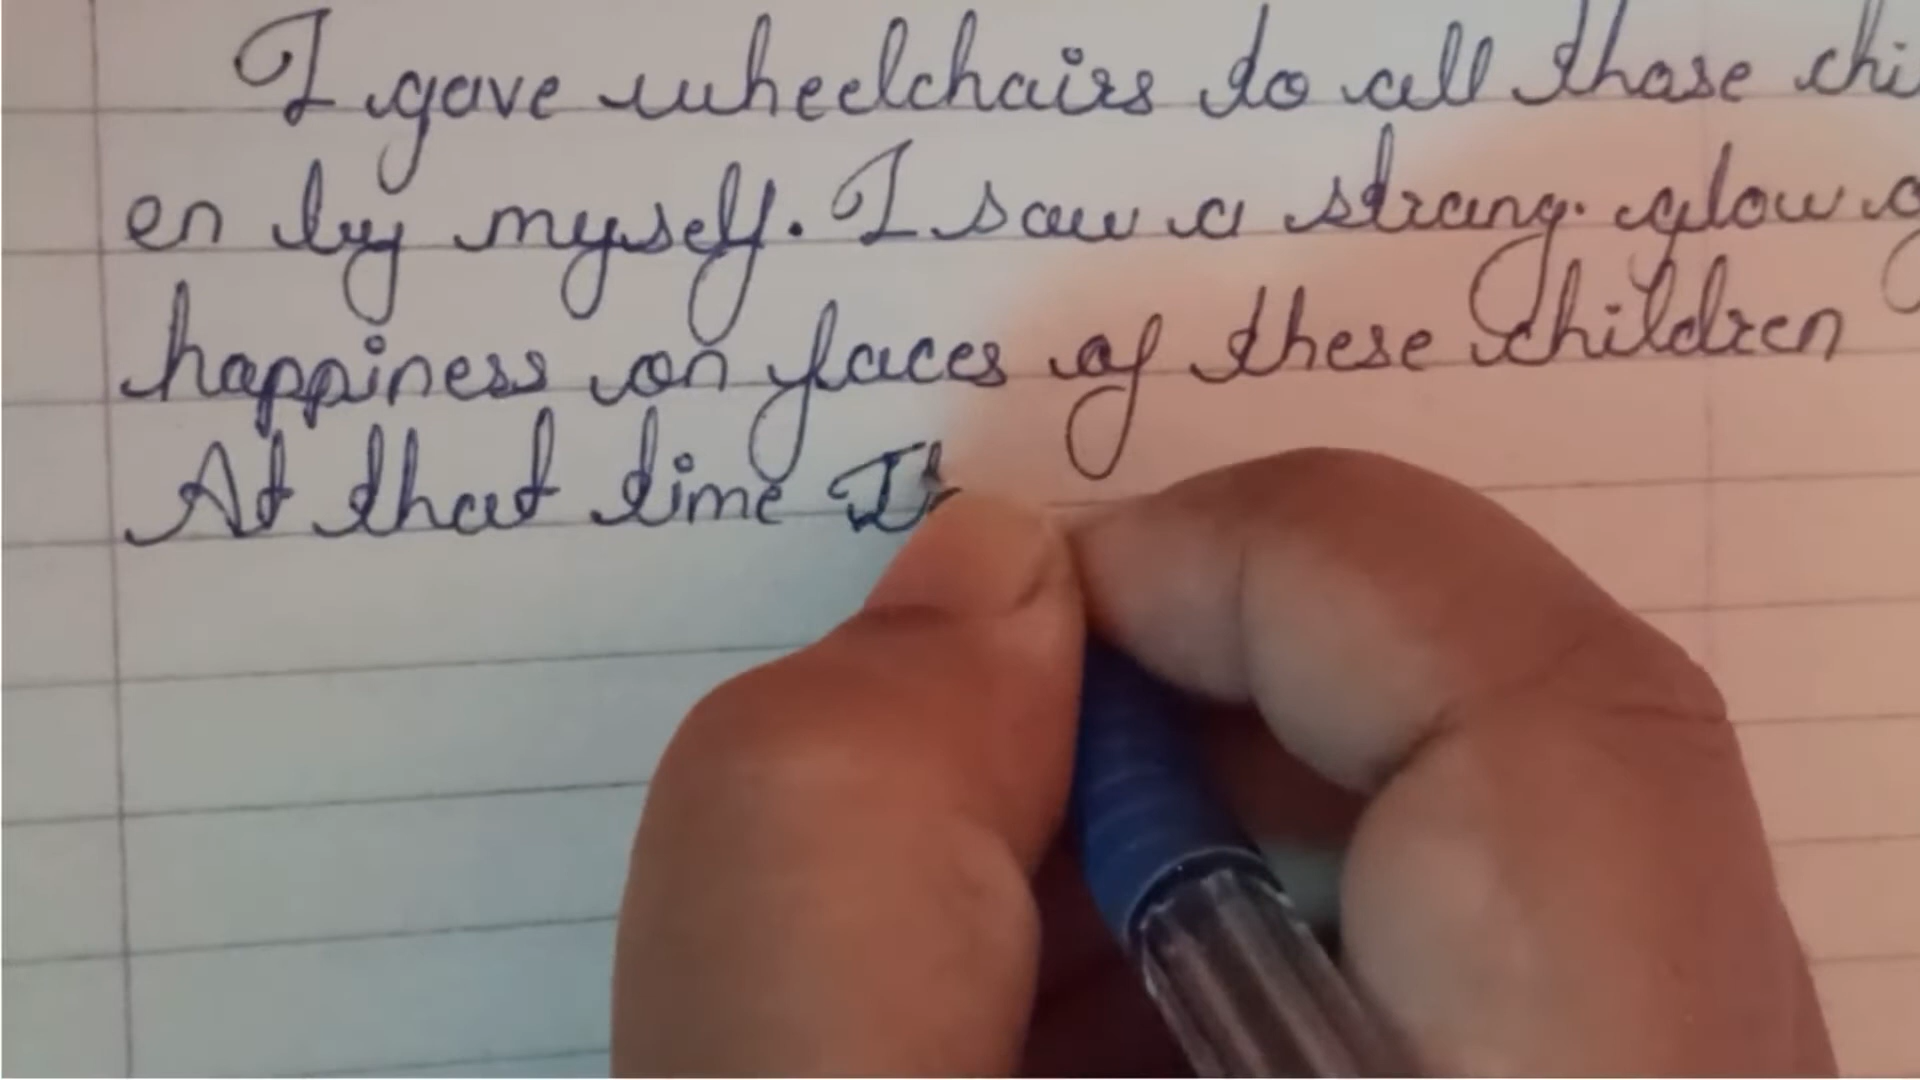 I gave wheelchairs to all those chi
en by myself. I saw a strang. glow o
happiness on faces of these children
At that time I